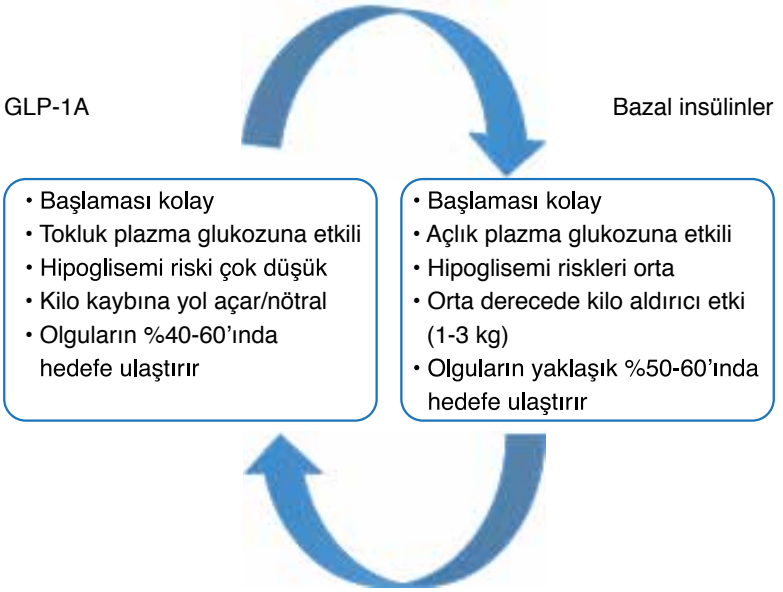 GLP-1A
Bazal insülinler
• Başlaması kolay
• Tokluk plazma glukozuna etkili
• Hipoglisemi riski çok düşük
• Kilo kaybına yol açar/nötral
• Olguların %40-60’ında
hedefe ulaştırır
• Başlaması kolay
• Açlık plazma glukozuna etkili
• Hipoglisemi riskleri orta
• Orta derecede kilo aldırıcı etki
(1-3 kg)
• Olguların yaklaşık %50-60’ında
hedefe ulaştırır